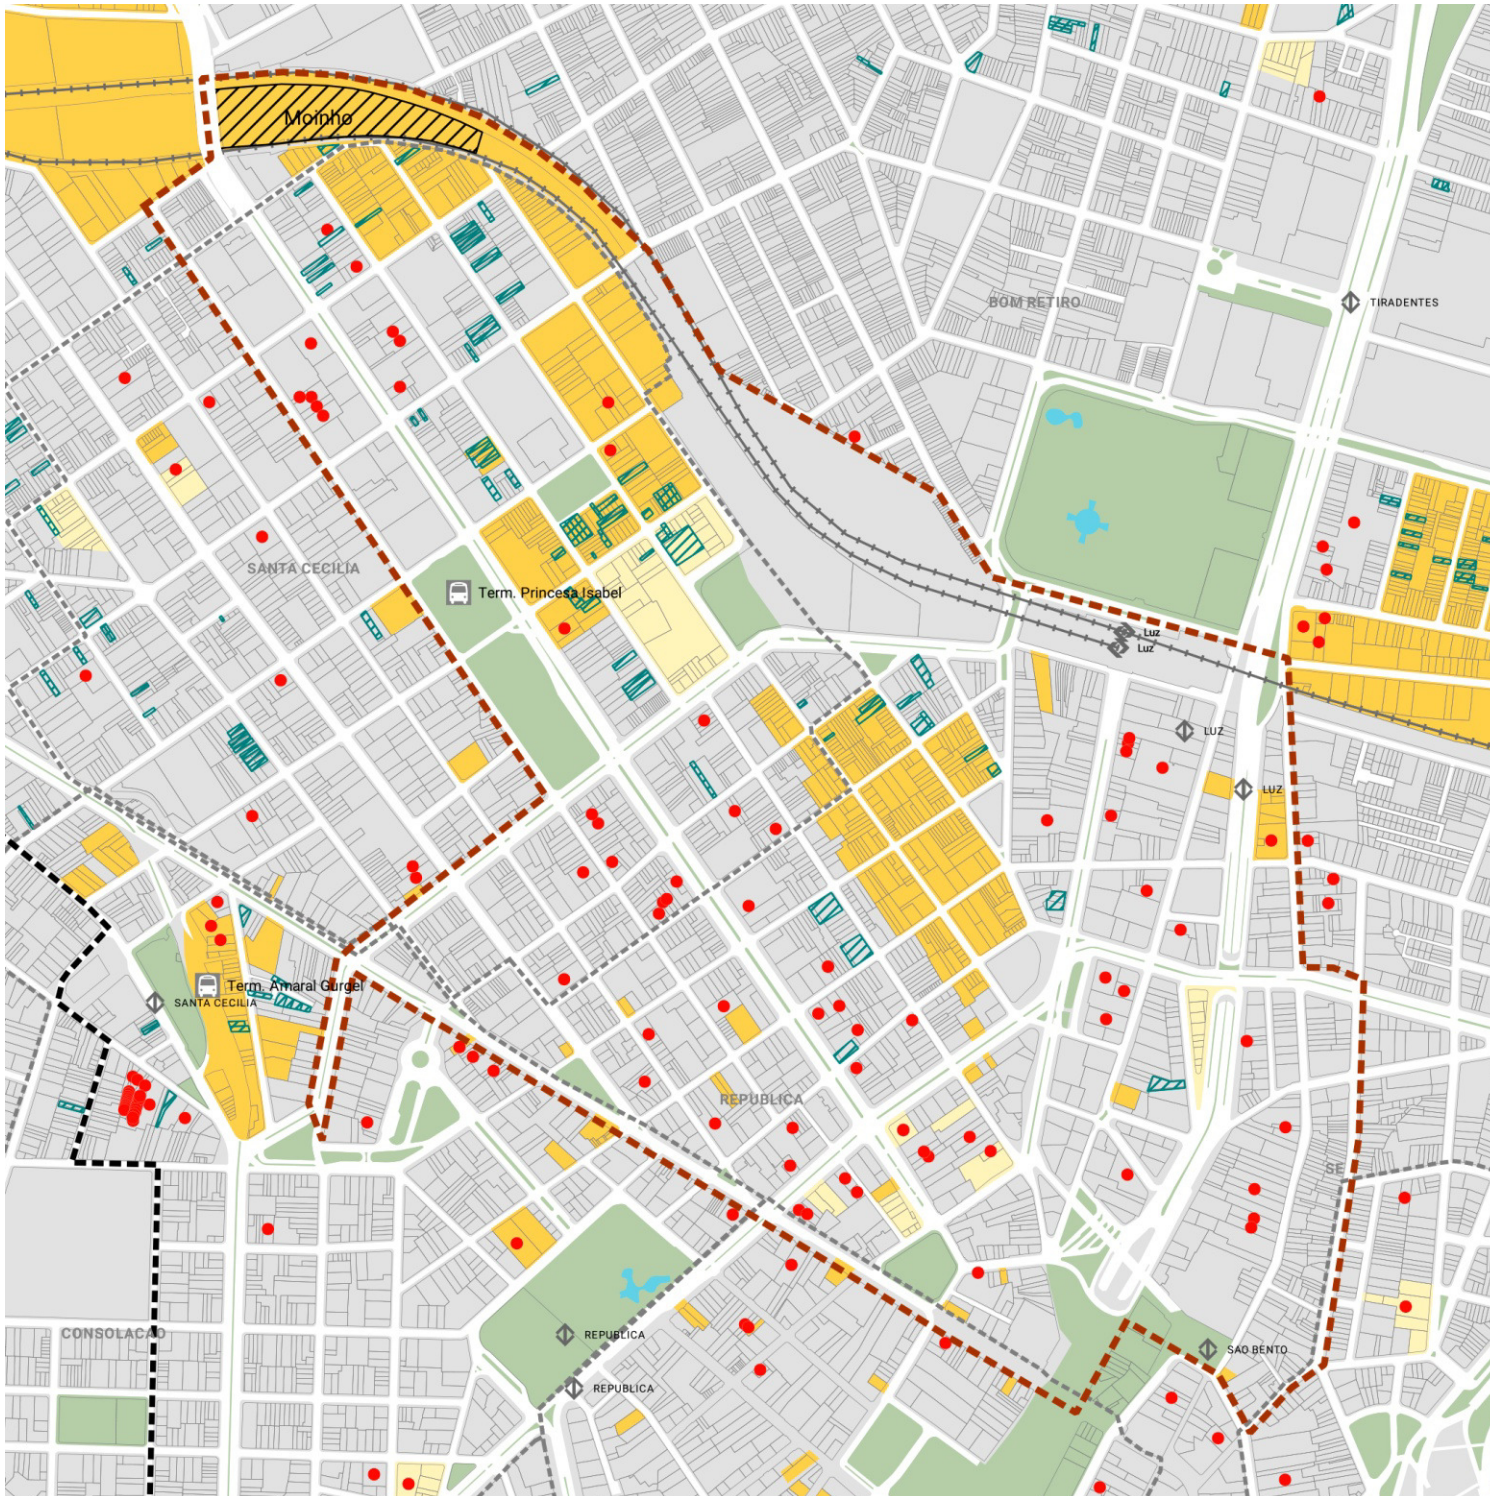 Moinho
BOM RETIRO
TIRADENTES
SANTA CECILIA
Term. Princesa Isabel
Luz
Luz
LUZ
LUZ
Term. Amaral Gurgel
SANTA CECILIA
REPUBLICA
SE
CONSOLACAO
REPUBLICA
SAO BENTO
REPUBLICA